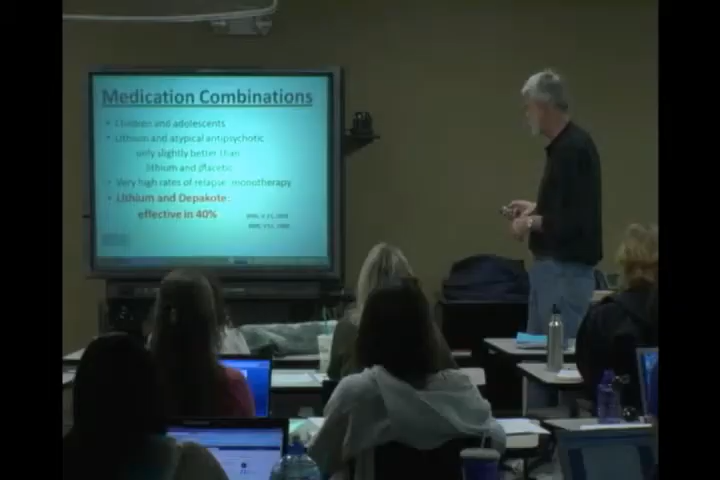 Medication Combinations
• Children and adolescents
• Lithium and atypical antipsychotic
only slightly better than
lithium and placebo
• Very high rates of relapse: monotherapy
• Lithium and Depakote:
effective in 40%